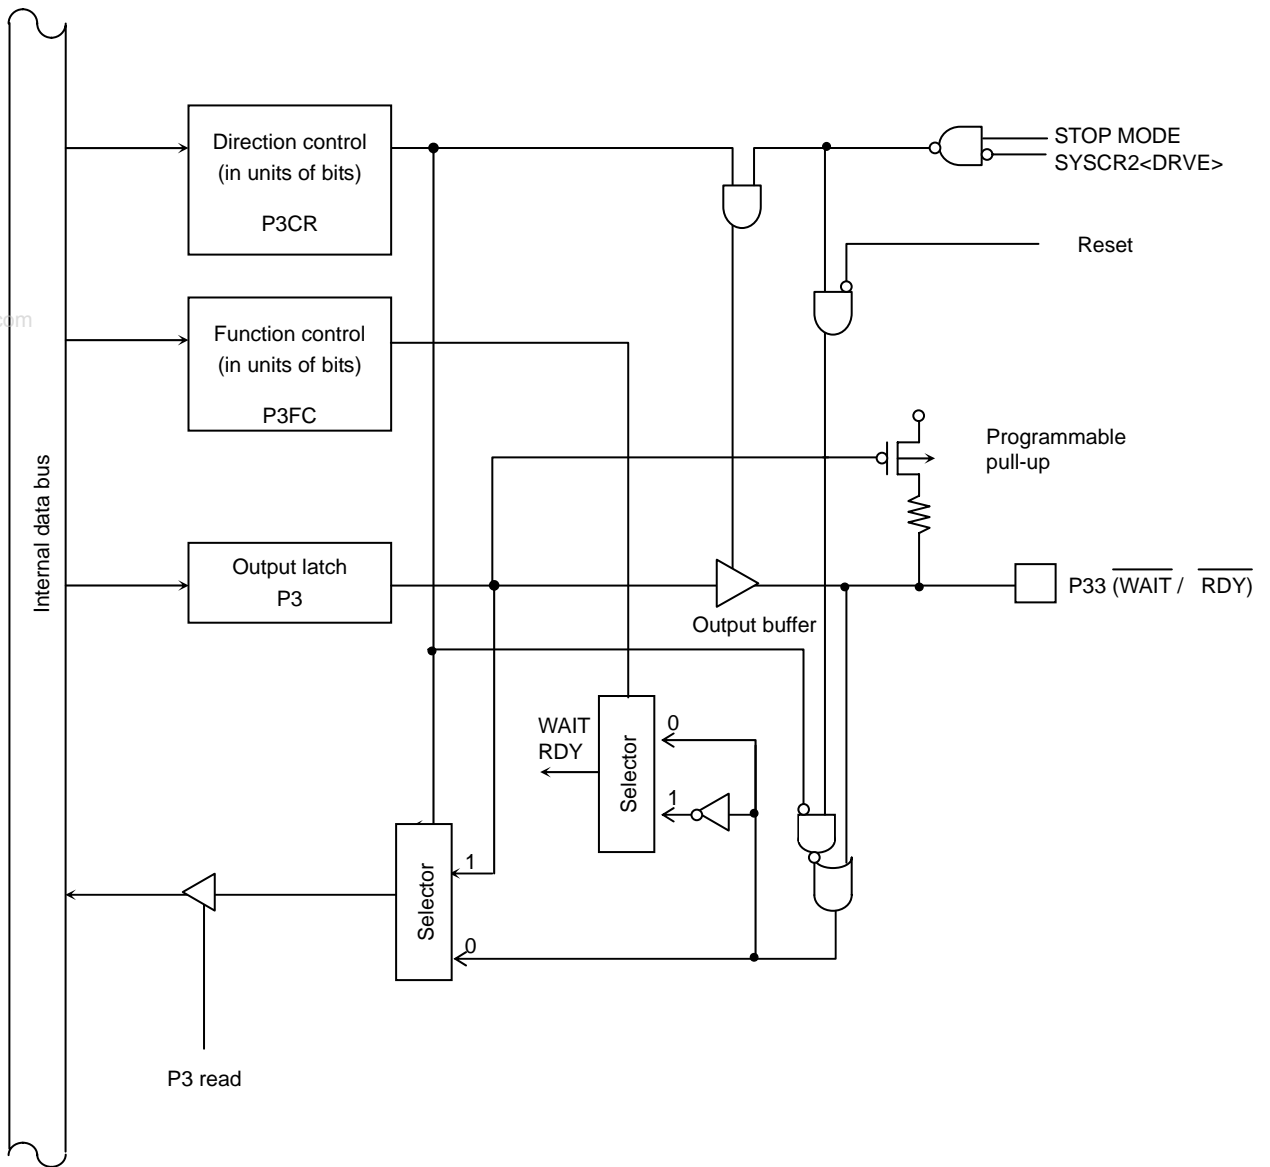 Direction control
(in units of bits)
P3CR
STOP MODE
SYSCR2<DRVE>
Reset
com
Function control
(in units of bits)
P3FC
Programmable
pull-up
Internal data bus
Output latch
P3
P33 (WAIT / RDY)
Output buffer
WAIT
RDY
Selector
0
1
Selector
1
0
P3 read